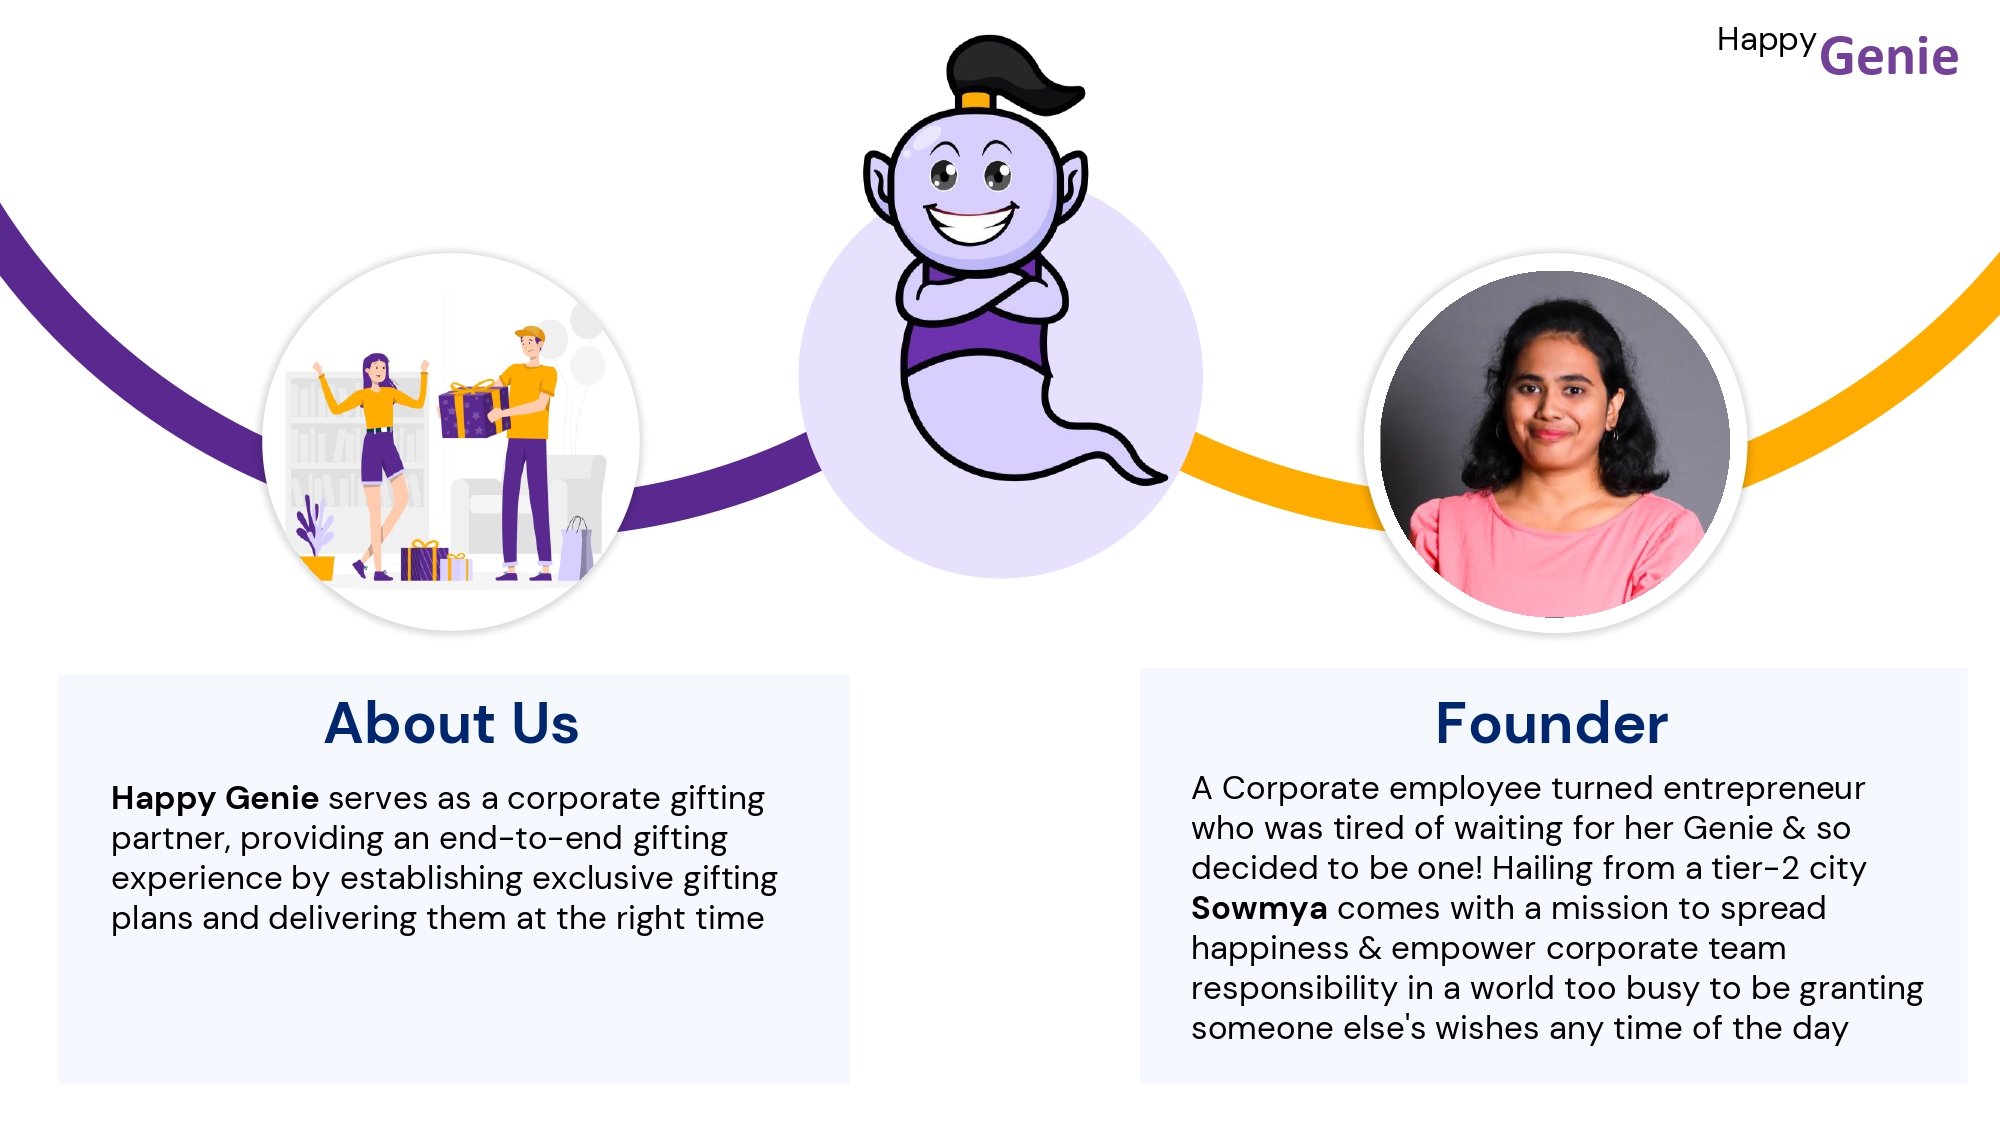 Happy Genie
About Us
Happy Genie serves as a corporate gifting
partner, providing an end-to-end gifting
experience by establishing exclusive gifting
plans and delivering them at the right time
Founder
A Corporate employee turned entrepreneur
who was tired of waiting for her Genie & so
decided to be one! Hailing from a tier-2 city
Sowmya comes with a mission to spread
happiness & empower corporate team
responsibility in a world too busy to be granting
someone else's wishes any time of the day